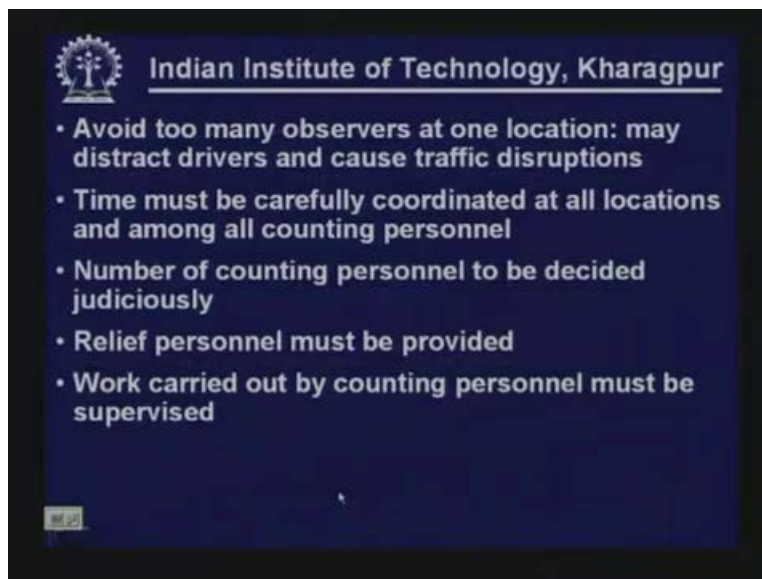 Indian Institute of Technology, Kharagpur
• Avoid too many observers at one location: may
distract drivers and cause traffic disruptions
• Time must be carefully coordinated at all locations
and among all counting personnel
• Number of counting personnel to be decided
judiciously
• Relief personnel must be provided
• Work carried out by counting personnel must be
supervised